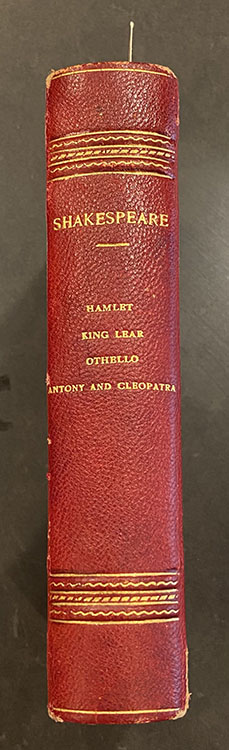 SHAKESPEARE
HAMLET
KING LEAR
OTHELLO
ANTONY AND CLEOPATRA